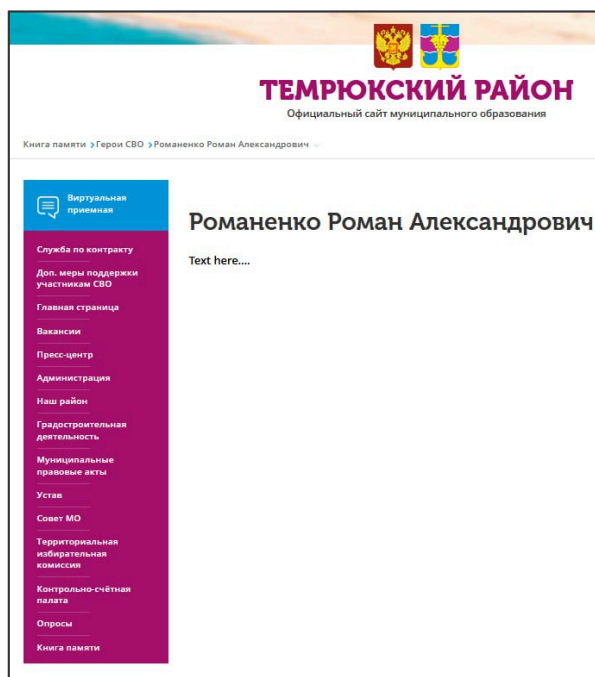 ТЕМРЮКСКИЙ РАЙОН
Официальный сайт муниципального образования
Книга памяти › Герои СВО › Романенко Роман Александрович
Виртуальная
приемная
Служба по контракту
Доп. меры поддержки
участникам СВО
Главная страница
Вакансии
Пресс-центр
Администрация
Наш район
Градостроительная
деятельность
Муниципальные
правовые акты
Устав
Совет МО
Территориальная
избирательная
комиссия
Контрольно-счётная
палата
Опросы
Книга памяти
Романенко Роман Александрович
Text here....